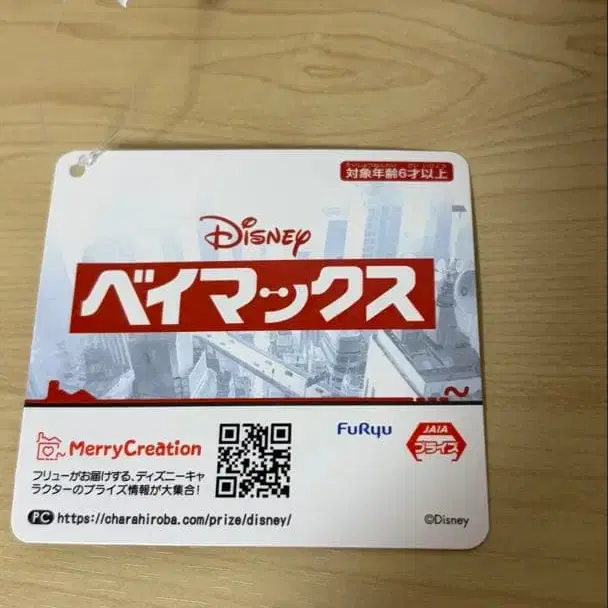 対象年齢6才以上
Disney
ベイマックス
MerryCreation
フリューがお届けする、ディズニーキャ
ラクターのプライズ情報が大集合!
PC https://charahiroba.com/prize/disney/
FuRyu
JAIA
プライズ
©Disney